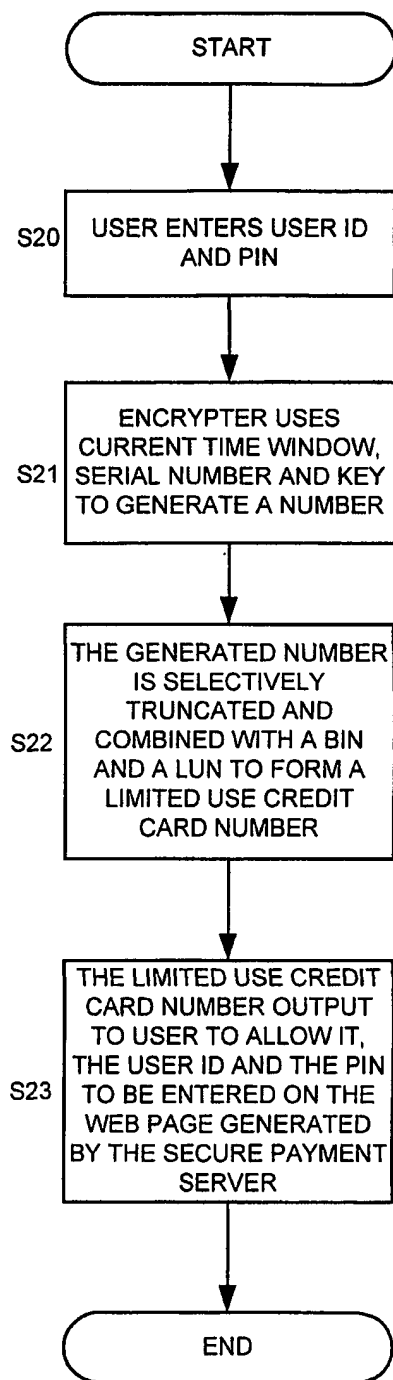 START
S20
USER ENTERS USER ID
AND PIN
S21
ENCRYPTER USES
CURRENT TIME WINDOW,
SERIAL NUMBER AND KEY
TO GENERATE A NUMBER
S22
THE GENERATED NUMBER
IS SELECTIVELY
TRUNCATED AND
COMBINED WITH A BIN
AND A LUN TO FORM A
LIMITED USE CREDIT
CARD NUMBER
S23
THE LIMITED USE CREDIT
CARD NUMBER OUTPUT
TO USER TO ALLOW IT,
THE USER ID AND THE PIN
TO BE ENTERED ON THE
WEB PAGE GENERATED
BY THE SECURE PAYMENT
SERVER
END